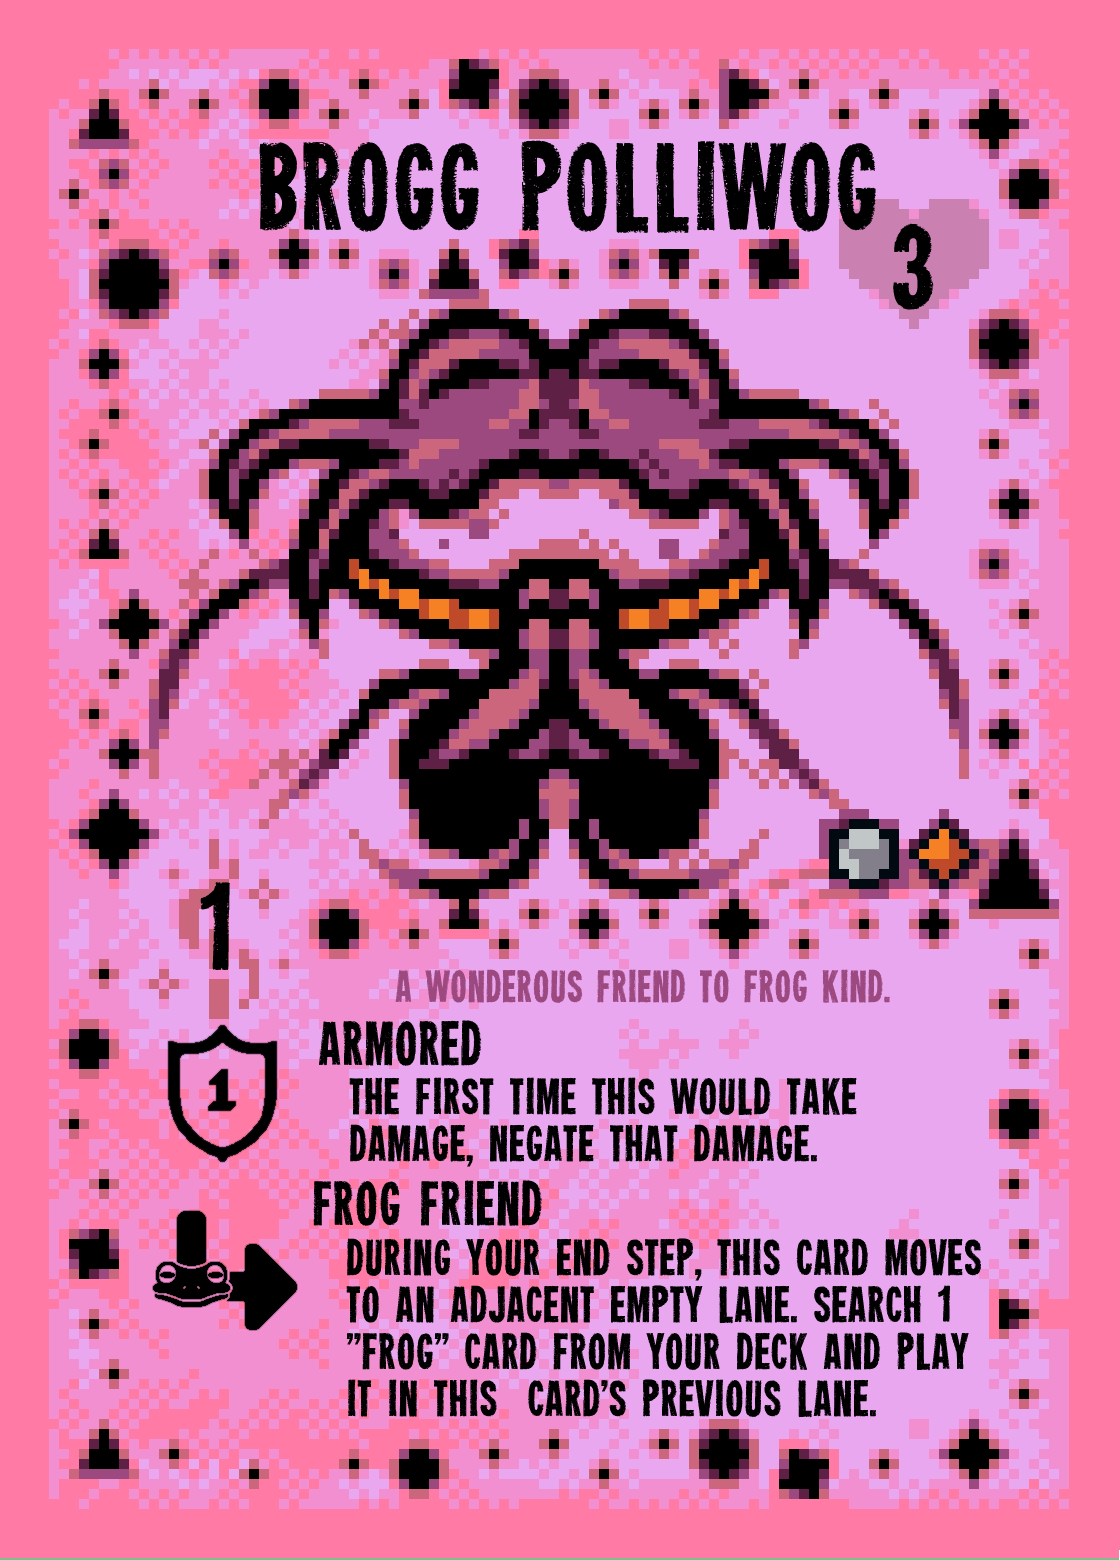 BROGG POLLIWOG
3
1
A WONDEROUS FRIEND TO FROG KIND.
ARMORED
1
THE FIRST TIME THIS WOULD TAKE
DAMAGE, NEGATE THAT DAMAGE.
FROG FRIEND
DURING YOUR END STEP, THIS CARD MOVES
TO AN ADJACENT EMPTY LANE. SEARCH 1
"FROG" CARD FROM YOUR DECK AND PLAY
IT IN THIS CARD'S PREVIOUS LANE.